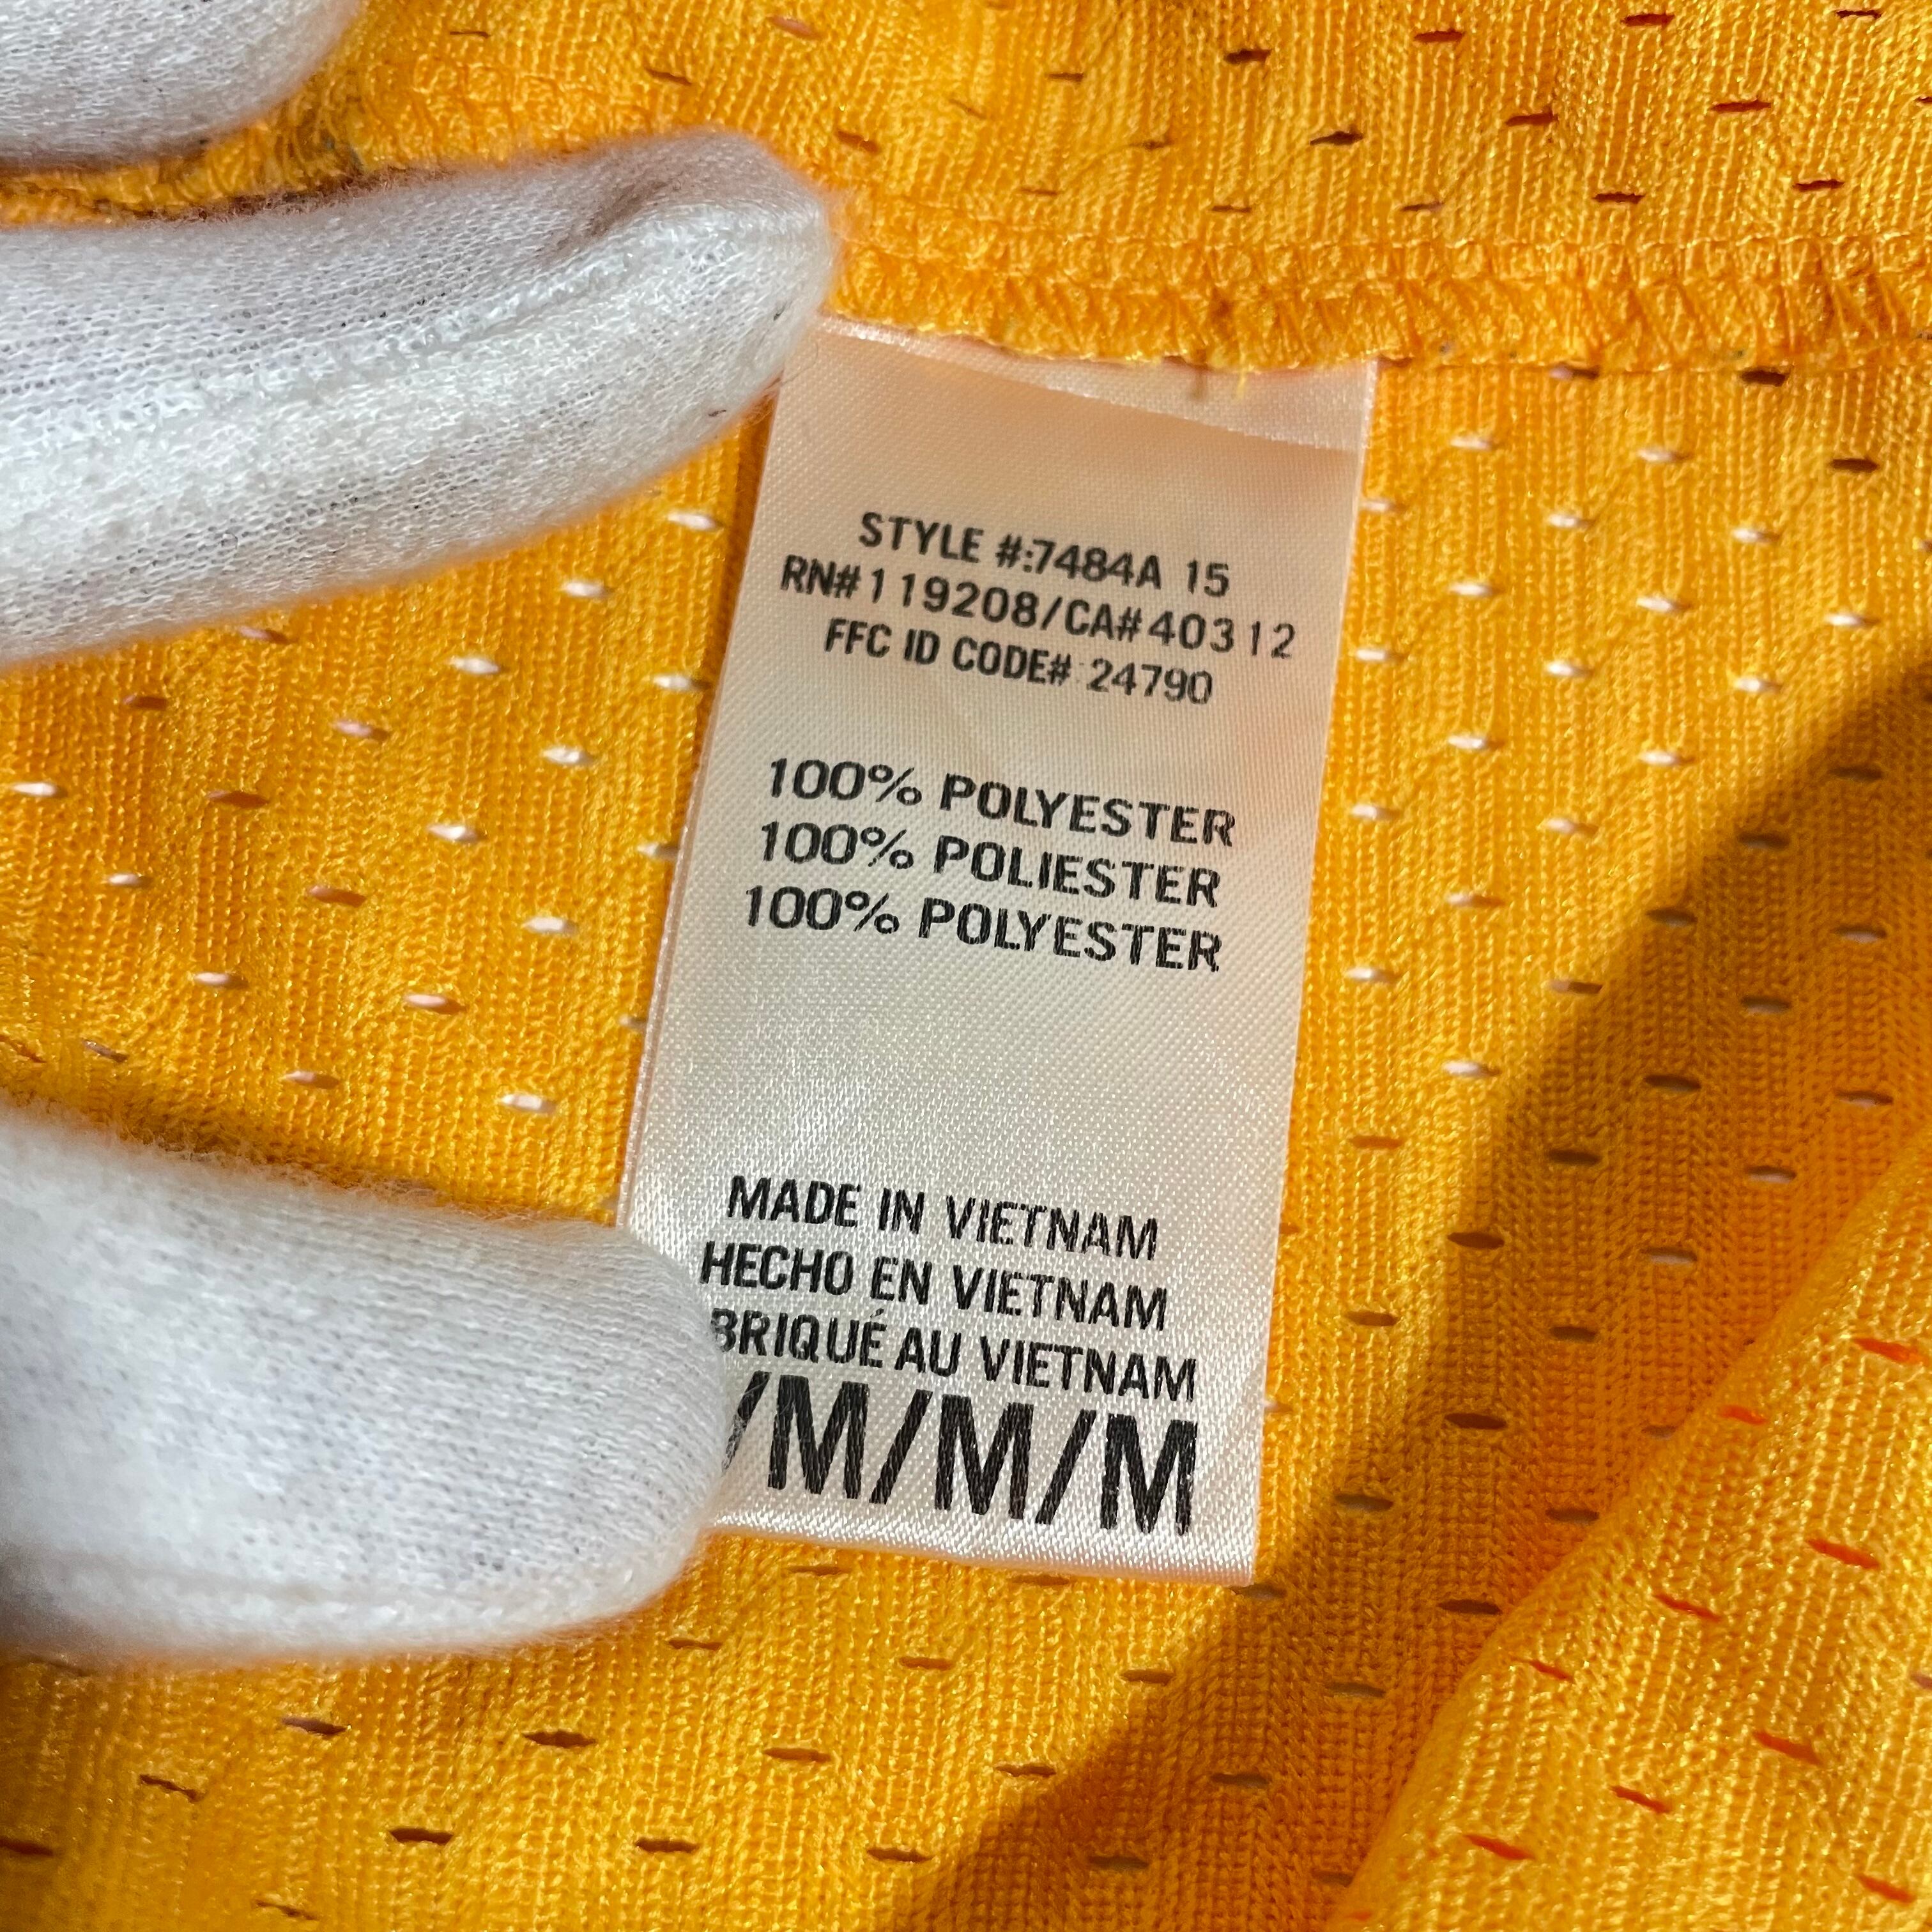 STYLE #:7484A 15
RN#119208/CA#40312
FFC ID CODE# 24790
100% POLYESTER
100% POLIESTER
100% POLYESTER
MADE IN VIETNAM
HECHO EN VIETNAM
BRIQUÉ AU VIETNAM
/M/M/M